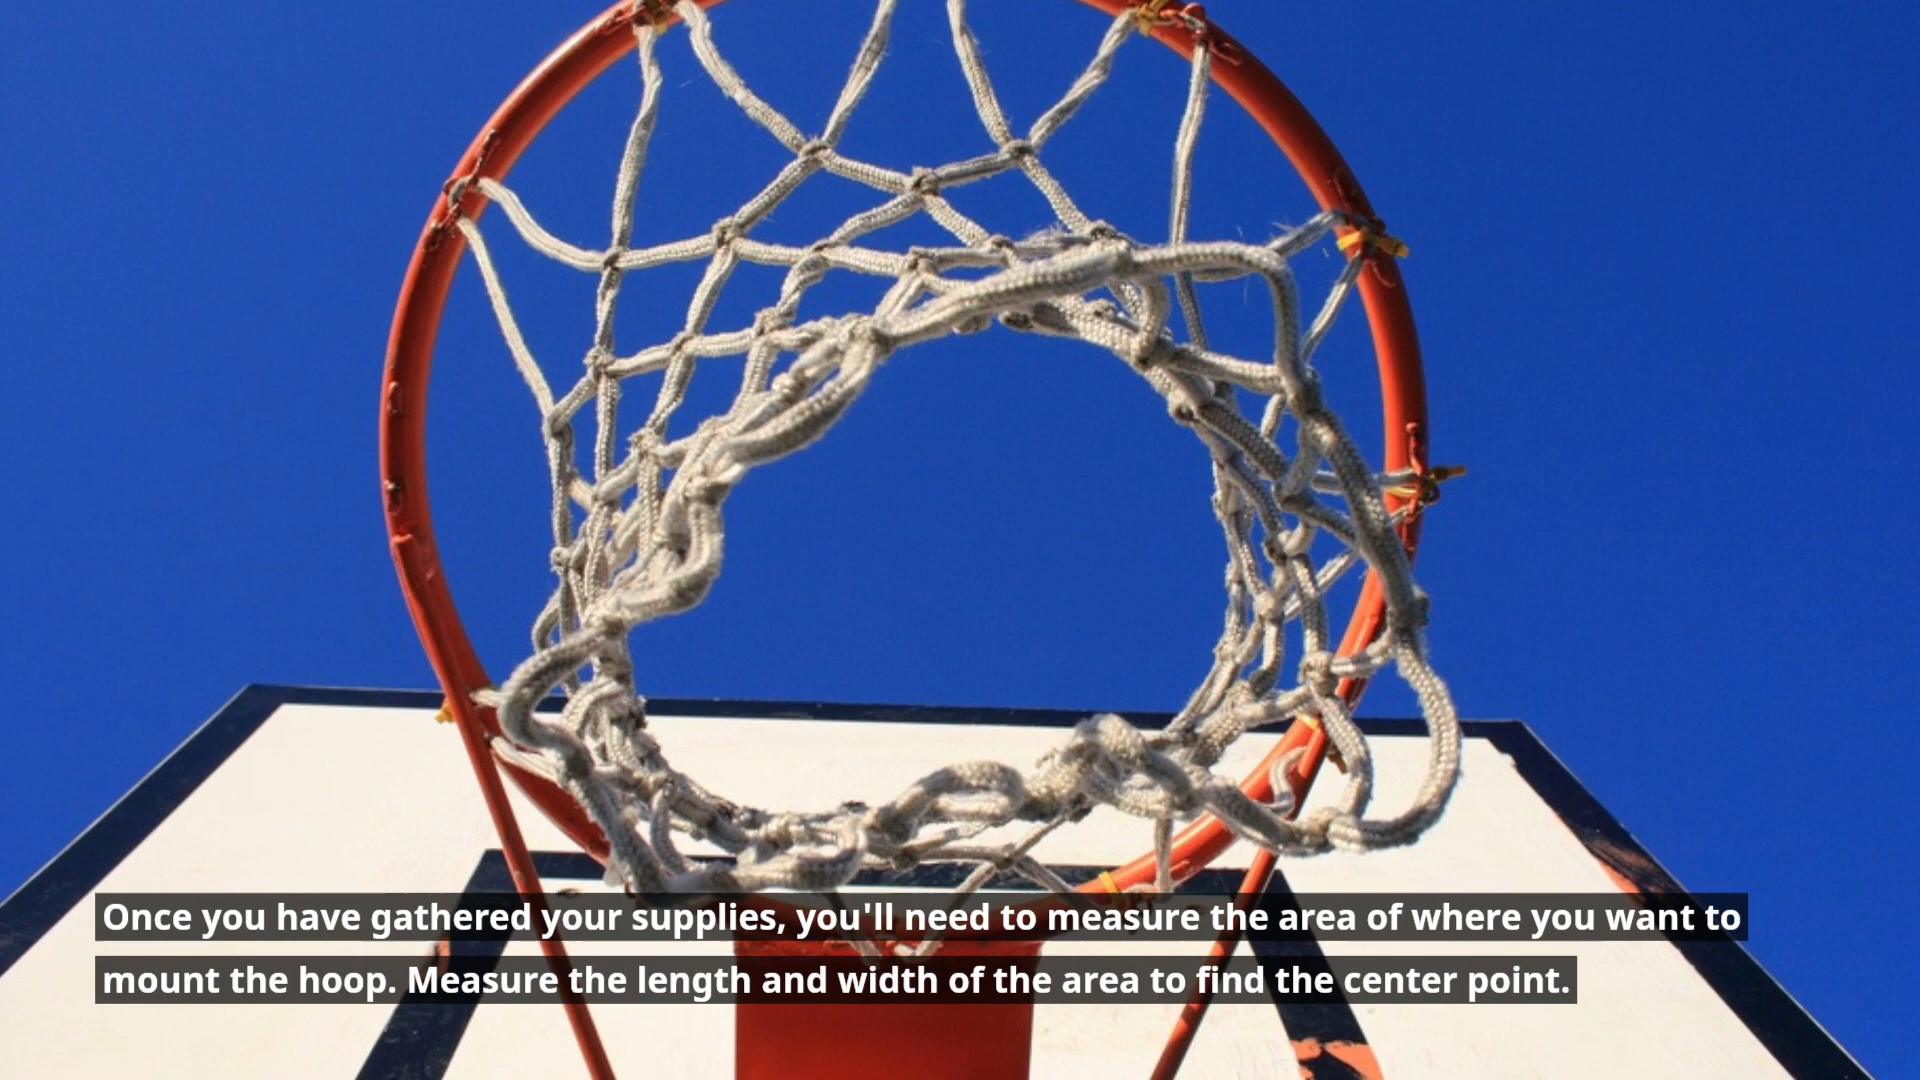 Once you have gathered your supplies, you'll need to measure the area of where you want to
mount the hoop. Measure the length and width of the area to find the center point.